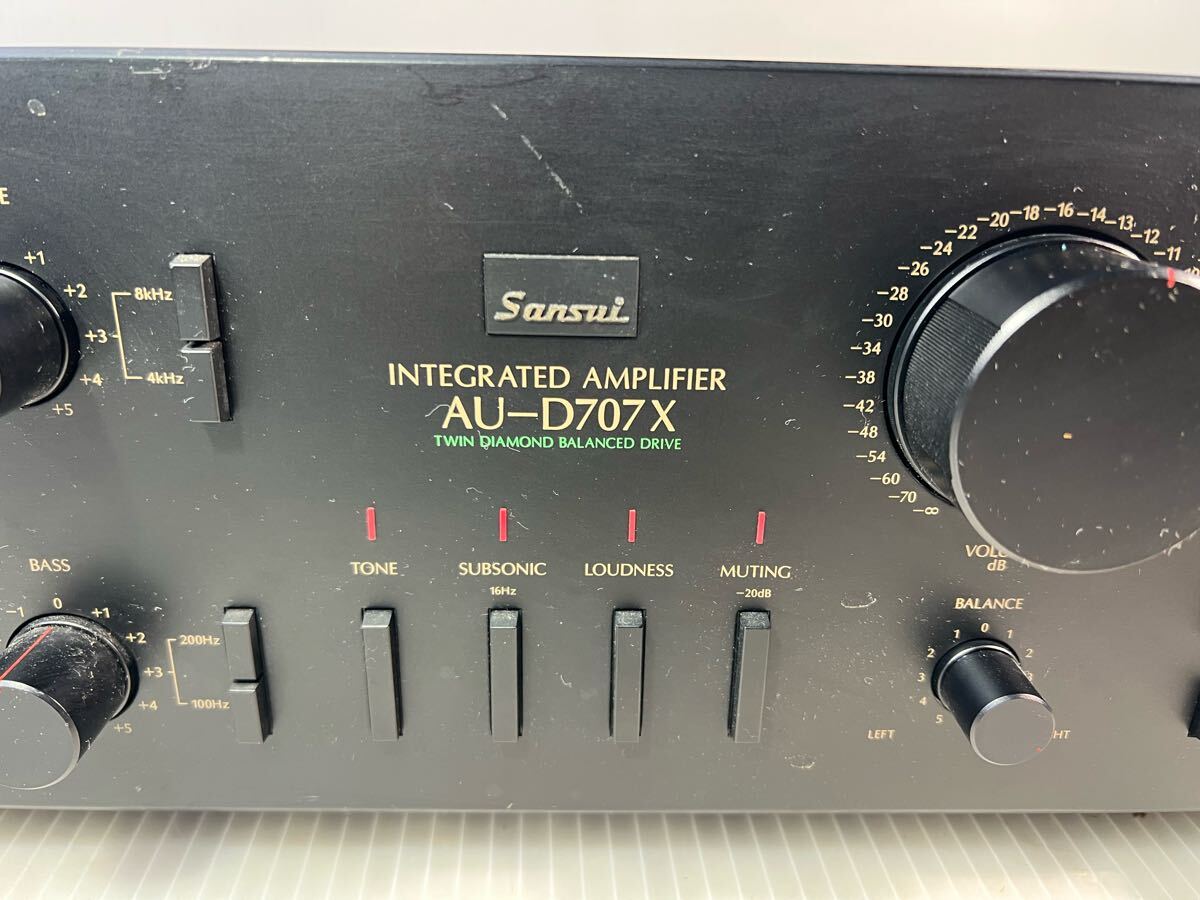 +1
+2
+3
+4
+5
8kHz
4kHz
Sansui
INTEGRATED AMPLIFIER
AU-D707X
TWIN DIAMOND BALANCED DRIVE
-∞
-70
-60
-54
-48
-42
-38
-34
-30
-28
-26
-24
-22
-20
-18
-16
-14
-13
-12
-11
dB
BASS
-1
0
+1
+2
+3
+4
+5
200Hz
100Hz
TONE
SUBSONIC
16Hz
LOUDNESS
MUTING
-20dB
BALANCE
5
4
3
2
1
0
1
2
3
LEFT